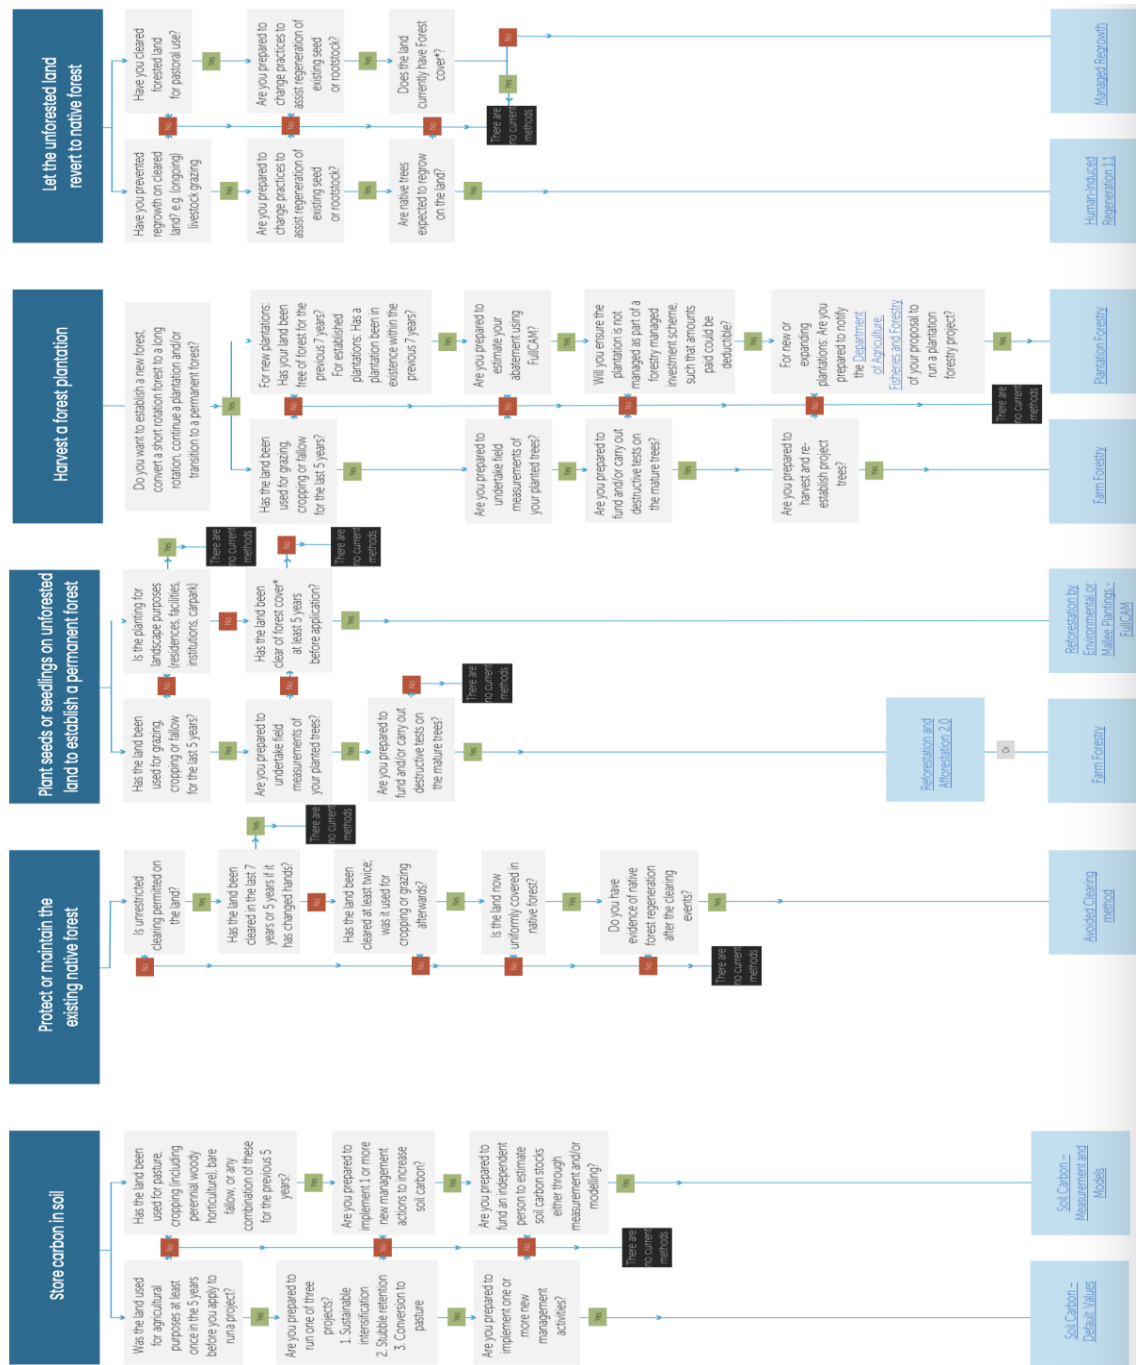 Store carbon in soil
Was the land used
for agricultural
purposes at least
once in the 5 years
before you apply to
run a project?
Yes
No
Are you prepared to
run one of three
projects?
1. Sustainable
intensification
2. Stubble retention
3. Conversion to
pasture
Yes
No
Are you prepared to
implement one or
more new
management
activities?
Yes
No
Soil Carbon –
Default Values
Has the land been
used for pasture,
cropping (including
perennial woody
horticulture), bare
fallow, or any
combination of these
for the previous 5
years?
Yes
Are you prepared to
implement 1 or more
new management
actions to increase
soil carbon?
Yes
Are you prepared to
fund an independent
person to estimate
soil carbon stocks
either through
measurement and/or
modelling?
Yes
There are
no current
methods
Soil Carbon –
Measurement and
Models
Protect or maintain the
existing native forest
Is unrestricted
clearing permitted on
the land?
No
Yes
Has the land been
cleared in the last 7
years or 5 years if it
has changed hands?
Yes
There are
no current
methods
No
Has the land been
cleared at least twice;
was it used for
cropping or grazing
afterwards?
No
Yes
Is the land now
uniformly covered in
native forest?
No
Yes
Do you have
evidence of native
forest regeneration
after the clearing
events?
No
Yes
There are
no current
methods
Avoided Clearing
method
Plant seeds or seedlings on unforested
land to establish a permanent forest
Has the land been
used for grazing,
cropping or fallow
for the last 5 years?
No
Yes
Are you prepared to
undertake field
measurements of
your planted trees?
No
Yes
Are you prepared to
fund and/or carry out
destructive tests on
the mature trees?
No
There are
no current
methods
Yes
Reforestation and
Afforestation 2.0
Or
Farm Forestry
Is the planting for
landscape purposes
(residences, facilities,
institutions, carpark)
Yes
There are
no current
methods
No
Has the land been
clear of forest cover*
at least 5 years
before application?
No
There are
no current
methods
Yes
Reforestation by
Environmental or
Mallee Plantings -
FullCAM
Harvest a forest plantation
Do you want to establish a new forest,
convert a short rotation forest to a long
rotation, continue a plantation and/or
transition to a permanent forest?
Yes
Has the land been
used for grazing,
cropping or fallow
for the last 5 years?
No
Yes
Are you prepared to
undertake field
measurements of
your planted trees?
No
Yes
Are you prepared to
fund and/or carry out
destructive tests on
the mature trees?
No
Yes
Are you prepared to
harvest and re-
establish project
trees?
No
Yes
Farm Forestry
For new plantations:
Has your land been
free of forest for the
previous 7 years?
For established
plantations: Has a
plantation been in
existence within the
previous 7 years?
Yes
Are you prepared to
estimate your
abatement using
FullCAM?
Yes
Will you ensure the
plantation is not
managed as part of a
forestry managed
investment scheme,
such that amounts
paid could be
deductible?
Yes
For new or
expanding
plantations: Are you
prepared to notify
the Department
of Agriculture,
Fisheries and Forestry
of your proposal to
run a plantation
forestry project?
Yes
There are
no current
methods
Plantation Forestry
Let the unforested land
revert to native forest
Have you prevented
regrowth on cleared
land? e.g. (ongoing)
livestock grazing
No
Yes
Are you prepared to
change practices to
assist regeneration of
existing seed
or rootstock?
No
Yes
Are native trees
expected to regrow
on the land?
No
Yes
Human-Induced
Regeneration 1.1
Have you cleared
forested land
for pastoral use?
Yes
Are you prepared to
change practices to
assist regeneration of
existing seed
or rootstock?
Yes
Does the land
currently have Forest
cover*?
Yes
No
There are
no current
methods
Managed Regrowth